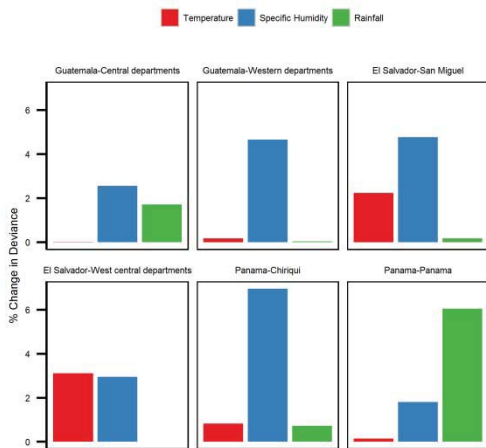 Temperature Specific Humidity Rainfall
Guatemala-Central departments Guatemala-Western departments El Salvador-San Miguel
6
4
2
0
% Change in Deviance
El Salvador-West central departments Panama-Chiriqui Panama-Panama
6
4
2
0